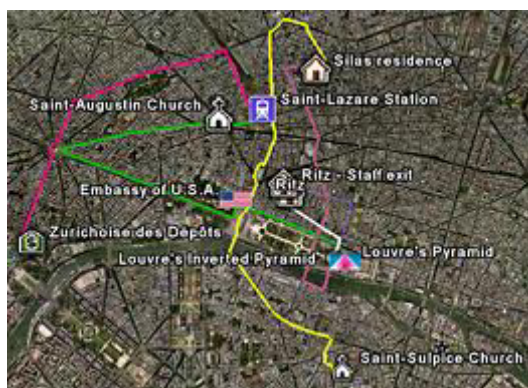 Silas residence
Saint-Augustin Church
Saint-Lazare Station
Ritz - Staff exit
Ritz
Embassy of U.S.A.
Zurichoise des Dépôts
Louvre's Pyramid
Louvre's Inverted Pyramid
Saint-Sulpice Church